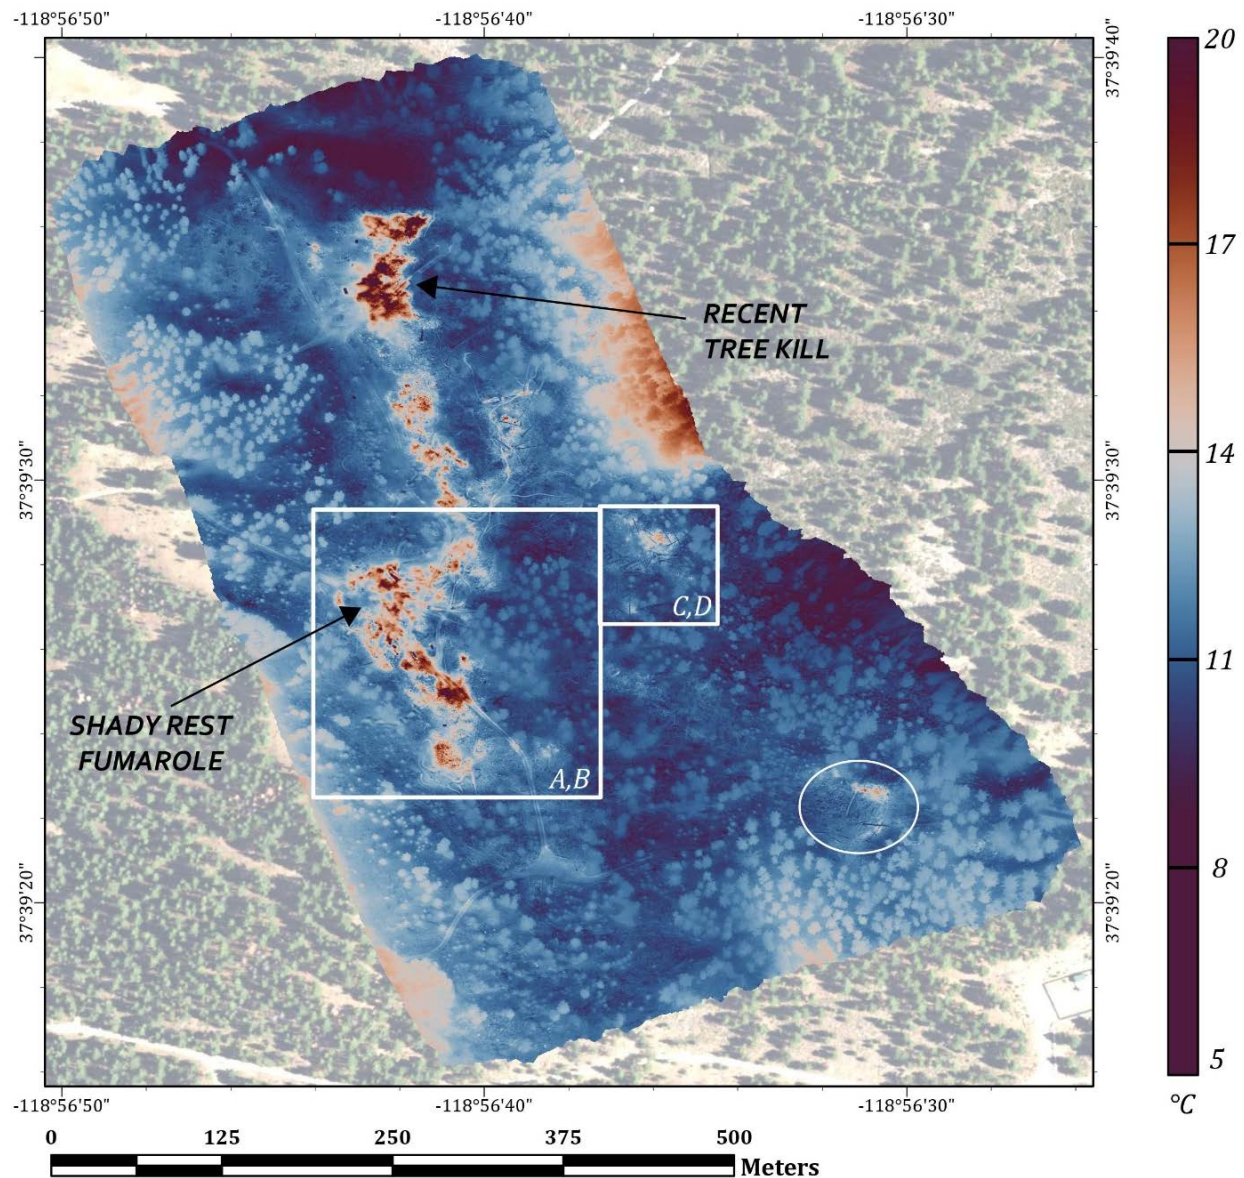 -118°56'50" -118°56'40" -118°56'30"
37°39'40"
37°39'30" 37°39'30"
37°39'20" 37°39'20"
RECENT
TREE KILL
SHADY REST
FUMAROLE
A,B
C,D
-118°56'50" -118°56'40" -118°56'30"
0 125 250 375 500
Meters
20
17
14
11
8
5
°C